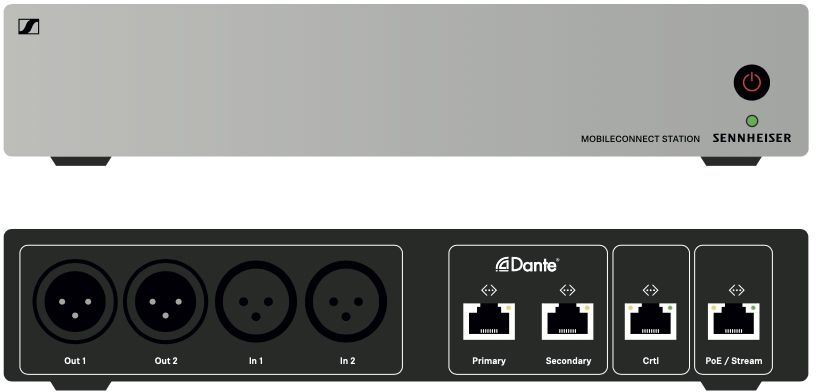 MOBILECONNECT STATION SENNHEISER
Dante®
Out 1 Out 2 In 1 In 2 Primary Secondary Crtl PoE / Stream